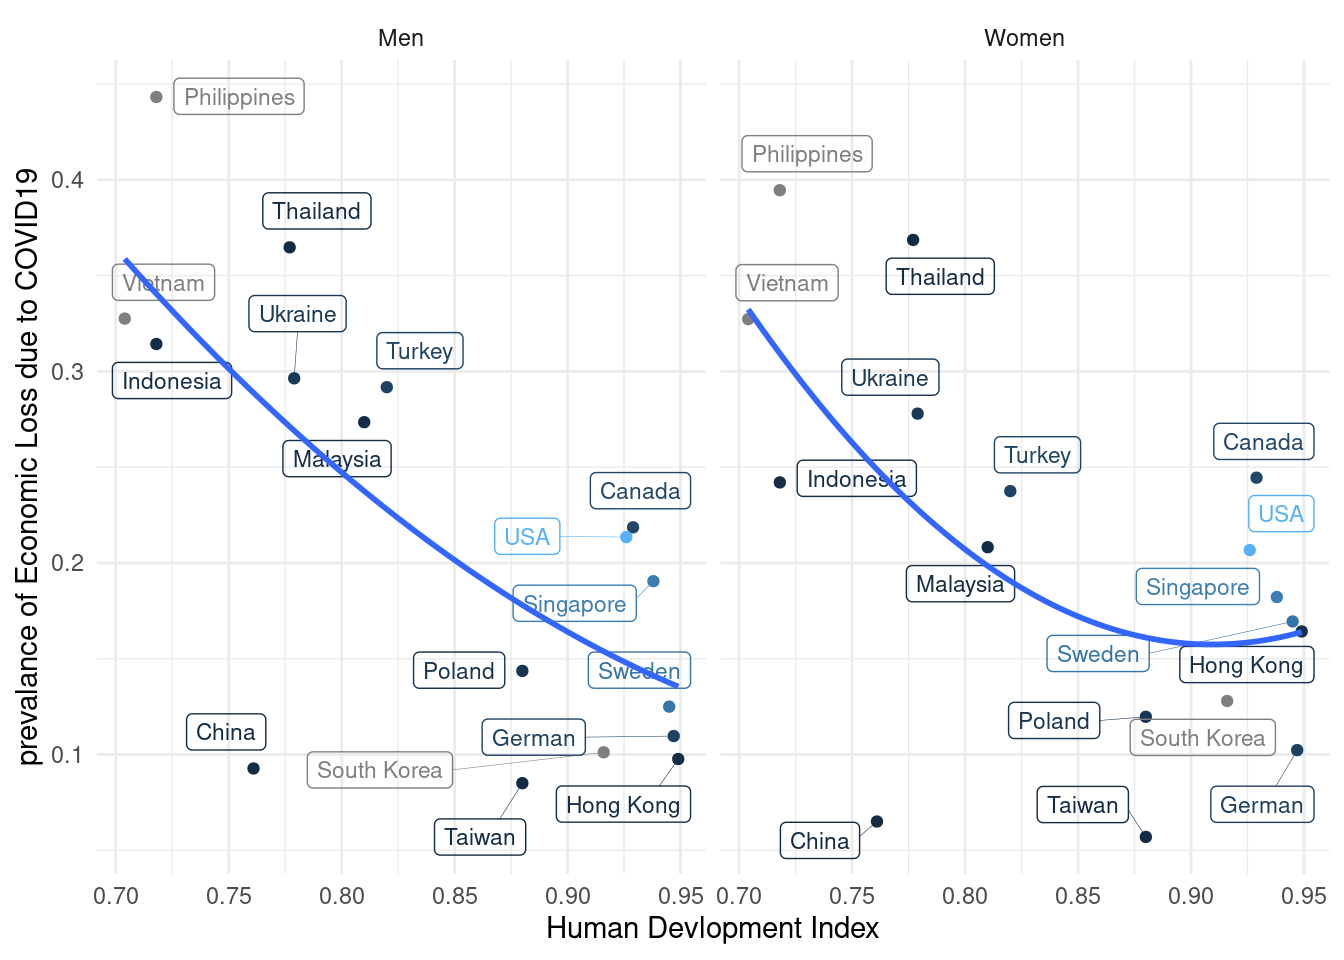 Men
Women
prevalance of Economic Loss due to COVID19
0.4
0.3
0.2
0.1
Philippines
Thailand
Vietnam
Ukraine
Turkey
Indonesia
Malaysia
Canada
USA
Singapore
Poland
Sweden
China
German
South Korea
Hong Kong
Taiwan
Philippines
Thailand
Vietnam
Ukraine
Canada
Turkey
Indonesia
USA
Malaysia
Singapore
Sweden
Hong Kong
Poland
South Korea
Taiwan
German
China
0.70 0.75 0.80 0.85 0.90 0.95
0.70 0.75 0.80 0.85 0.90 0.95
Human Devlopment Index